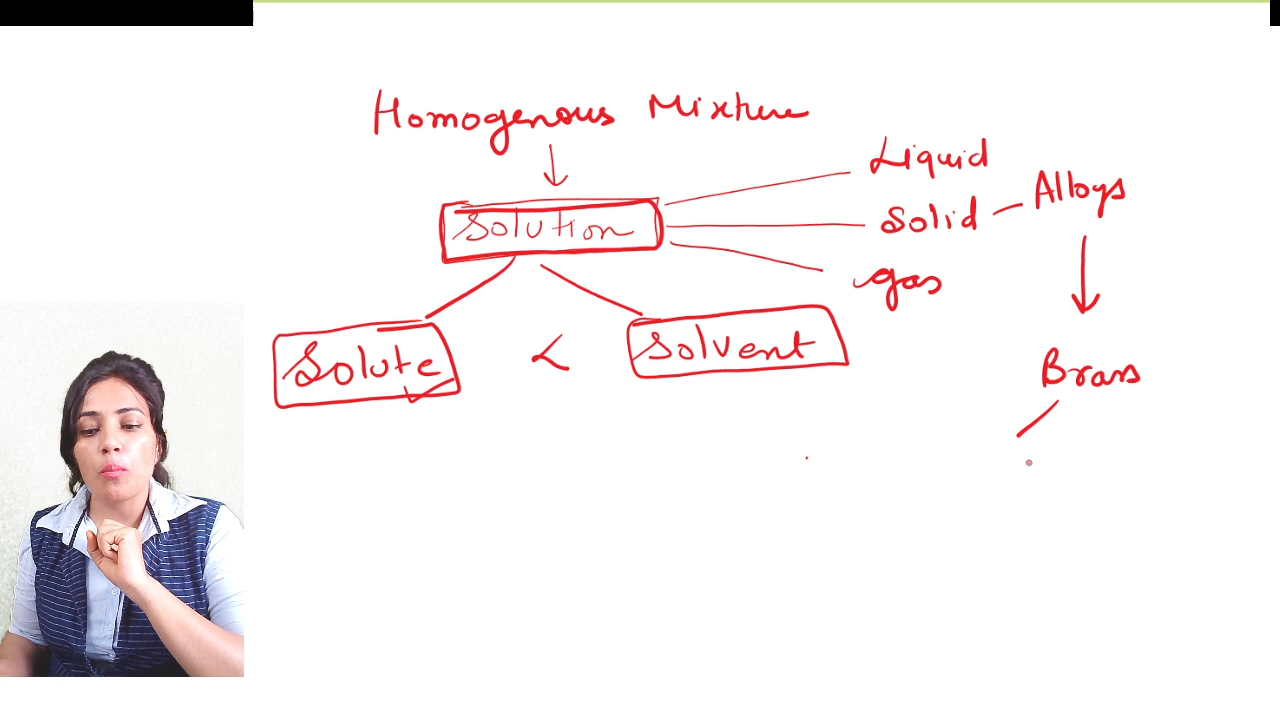 Homogenous Mixture
Liquid
Solution
Solid
Alloys
gas
Solute < Solvent
Brass